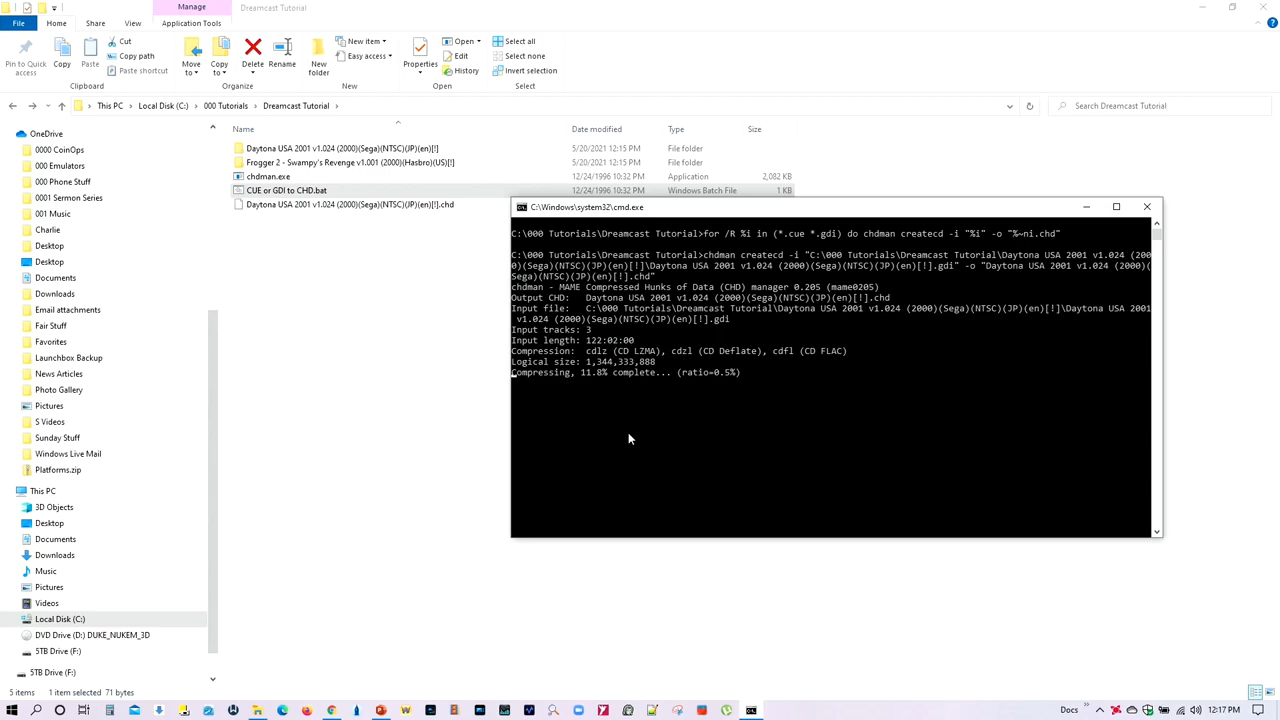 Manage
Dreamcast Tutorial
File
Home
Share
View
Application Tools
Pin to Quick access
Copy
Paste
Cut
Copy path
Paste shortcut
Clipboard
Move to
Copy to
Delete
Rename
Organize
New folder
New item
Easy access
New
Properties
Open
Edit
History
Open
Select all
Select none
Invert selection
Select
This PC > Local Disk (C:) > 000 Tutorials > Dreamcast Tutorial >
Search Dreamcast Tutorial
OneDrive
0000 CoinOps
000 Emulators
000 Phone Stuff
0001 Sermon Series
001 Music
Charlie
Desktop
Desktop
Documents
Downloads
Email attachments
Fair Stuff
Favorites
Launchbox Backup
News Articles
Photo Gallery
Pictures
S Videos
Sunday Stuff
Windows Live Mail
Platforms.zip
This PC
3D Objects
Desktop
Documents
Downloads
Music
Pictures
Videos
Local Disk (C:)
DVD Drive (D:) DUKE_NUKEM_3D
5TB Drive (F:)
5TB Drive (F:)
Name Date modified Type Size
Daytona USA 2001 v1.024 (2000)(Sega)(NTSC)(JP)(en)[!] 5/20/2021 12:15 PM File folder
Frogger 2 - Swampy's Revenge v1.001 (2000)(Hasbro)(US)[!] 5/20/2021 12:15 PM File folder
chdman.exe 12/24/1996 10:32 PM Application 2,082 KB
CUE or GDI to CHD.bat 12/24/1996 10:32 PM Windows Batch File 1 KB
Daytona USA 2001 v1.024 (2000)(Sega)(NTSC)(JP)(en)[!].chd
C:\Windows\system32\cmd.exe
C:\000 Tutorials\Dreamcast Tutorial>for /R %i in (*.cue *.gdi) do chdman createcd -i "%i" -o "%~ni.chd"
C:\000 Tutorials\Dreamcast Tutorial>chdman createcd -i "C:\000 Tutorials\Dreamcast Tutorial\Daytona USA 2001 v1.024 (200
0)(Sega)(NTSC)(JP)(en)[!]\Daytona USA 2001 v1.024 (2000)(Sega)(NTSC)(JP)(en)[!].gdi" -o "Daytona USA 2001 v1.024 (2000)(
Sega)(NTSC)(JP)(en)[!].chd"
chdman - MAME Compressed Hunks of Data (CHD) manager 0.205 (mame0205)
Output CHD: Daytona USA 2001 v1.024 (2000)(Sega)(NTSC)(JP)(en)[!].chd
Input file: C:\000 Tutorials\Dreamcast Tutorial\Daytona USA 2001 v1.024 (2000)(Sega)(NTSC)(JP)(en)[!]\Daytona USA 2001
v1.024 (2000)(Sega)(NTSC)(JP)(en)[!].gdi
Input tracks: 3
Input length: 122:02:00
Compression: cdlz (CD LZMA), cdzl (CD Deflate), cdfl (CD FLAC)
Logical size: 1,344,333,888
Compressing, 11.8% complete... (ratio=0.5%)
5 items 1 item selected 71 bytes
Docs
12:17 PM